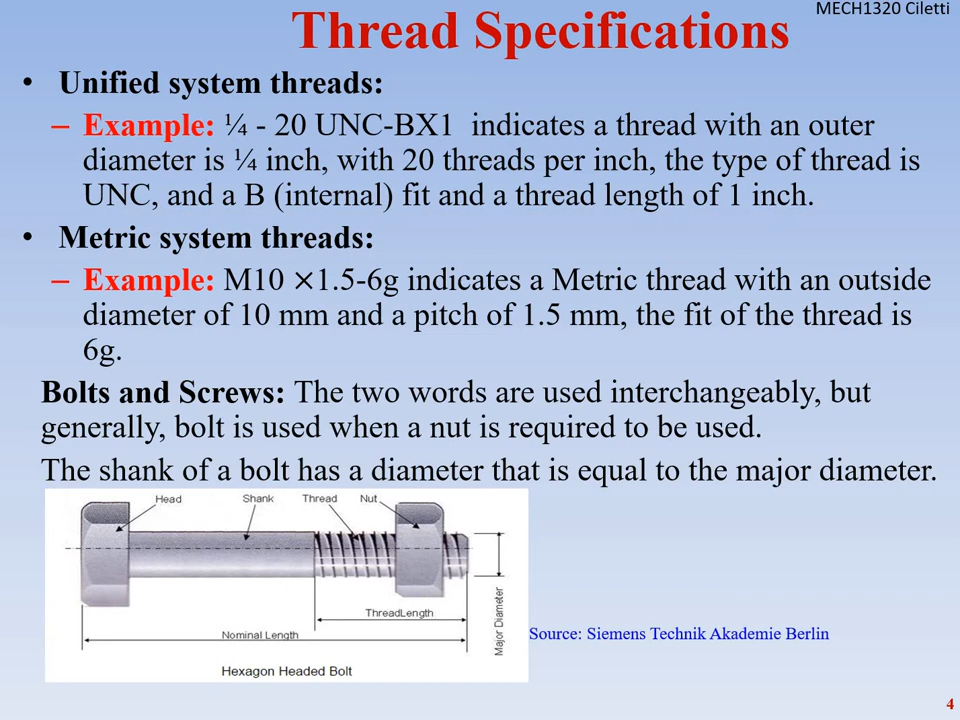 MECH1320 Ciletti
Thread Specifications
• Unified system threads:
– Example: ¼ - 20 UNC-BX1 indicates a thread with an outer
diameter is ¼ inch, with 20 threads per inch, the type of thread is
UNC, and a B (internal) fit and a thread length of 1 inch.
• Metric system threads:
– Example: M10 ×1.5-6g indicates a Metric thread with an outside
diameter of 10 mm and a pitch of 1.5 mm, the fit of the thread is
6g.
Bolts and Screws: The two words are used interchangeably, but
generally, bolt is used when a nut is required to be used.
The shank of a bolt has a diameter that is equal to the major diameter.
Head Shank Thread Nut
ThreadLength
Nominal Length
Major Diameter
Hexagon Headed Bolt
Source: Siemens Technik Akademie Berlin
4